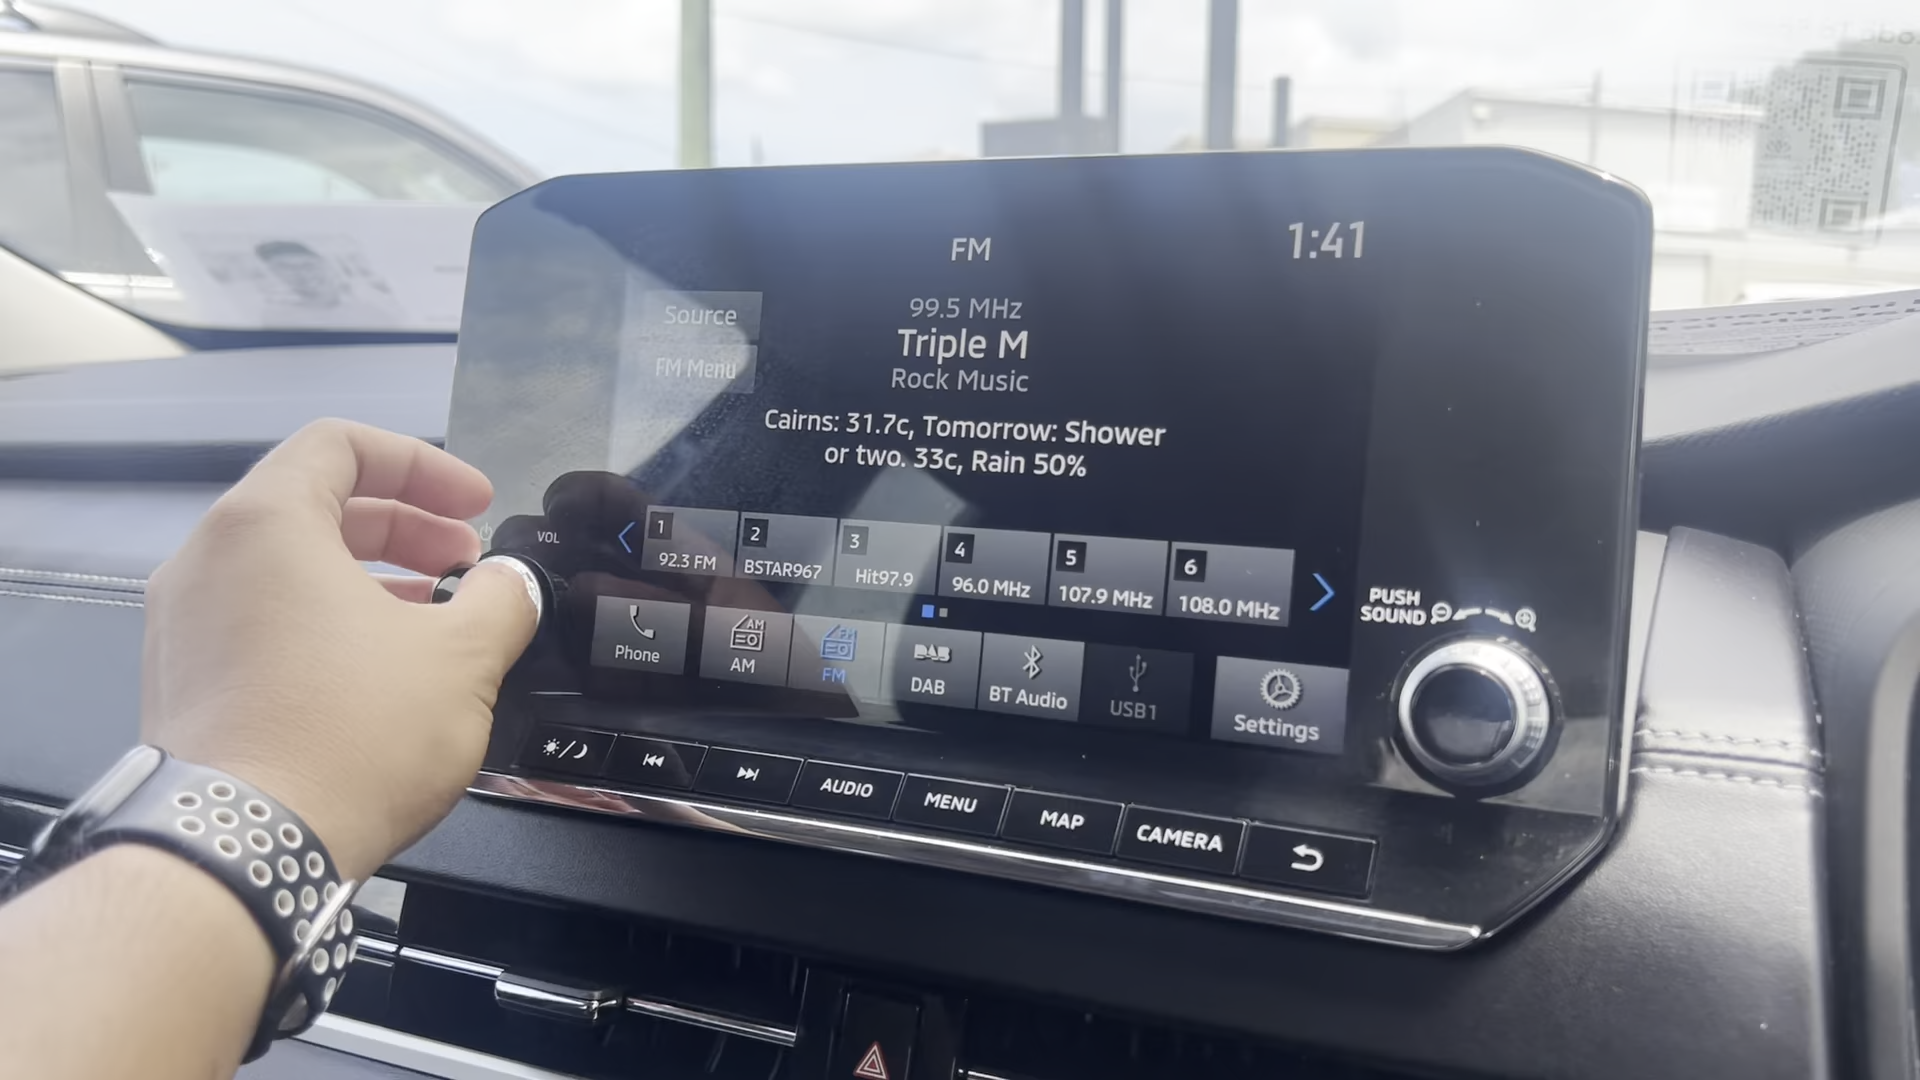 FM
1:41
Source
99.5 MHz
Triple M
FM Menu
Rock Music
Cairns: 31.7c, Tomorrow: Shower
or two. 33c, Rain 50%
VOL
1
92.3 FM
2
BSTAR967
3
Hit97.9
4
96.0 MHz
5
107.9 MHz
6
108.0 MHz
PUSH
SOUND
Phone
AM
AM
FM
FM
DAB
DAB
BT Audio
USB1
Settings
AUDIO
MENU
MAP
CAMERA